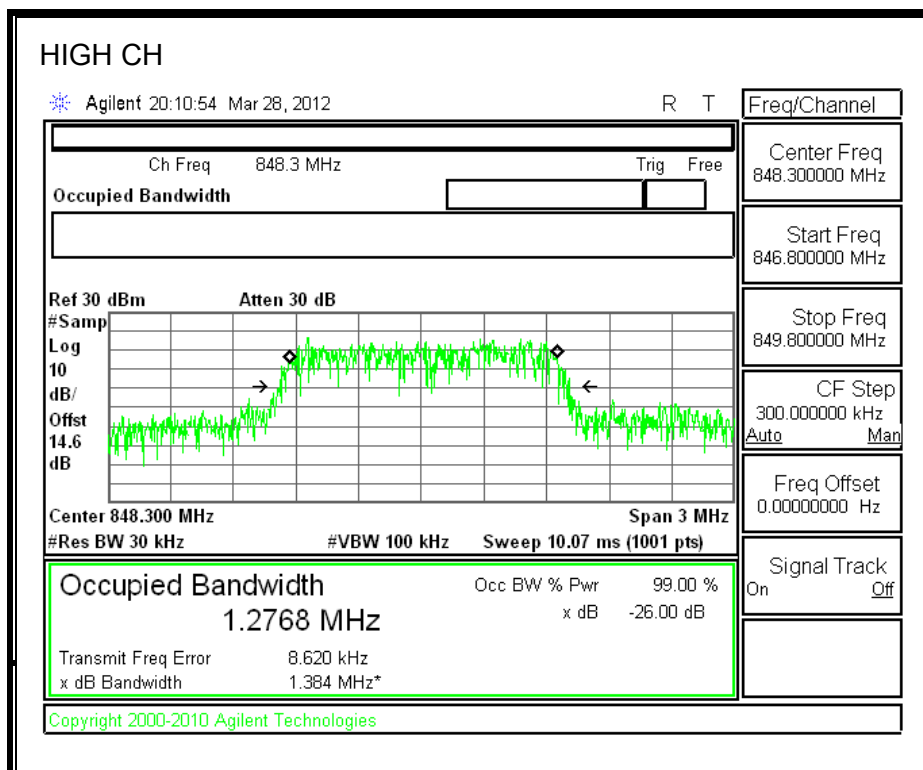 HIGH CH
Agilent 20:10:54 Mar 28, 2012 R T
Freq/Channel
Ch Freq 848.3 MHz Trig Free
Occupied Bandwidth
Center Freq
848.300000 MHz
Start Freq
846.800000 MHz
Stop Freq
849.800000 MHz
CF Step
300.000000 kHz
Auto Man
Freq Offset
0.00000000 Hz
Signal Track
On Off
Ref 30 dBm Atten 30 dB
#Samp
Log
10
dB/
Offst
14.6
dB
Center 848.300 MHz Span 3 MHz
#Res BW 30 kHz #VBW 100 kHz Sweep 10.07 ms (1001 pts)
Occupied Bandwidth
1.2768 MHz
Occ BW % Pwr 99.00 %
x dB -26.00 dB
Transmit Freq Error 8.620 kHz
x dB Bandwidth 1.384 MHz*
Copyright 2000-2010 Agilent Technologies